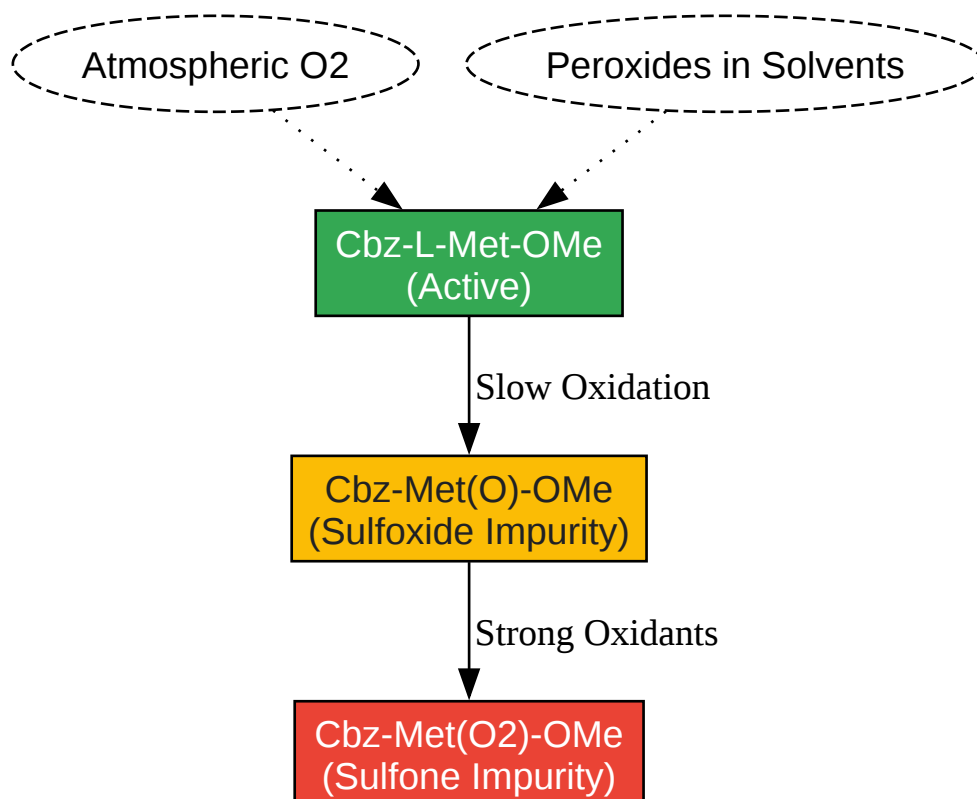 Atmospheric O2
Peroxides in Solvents
Cbz-L-Met-OMe
(Active)
Slow Oxidation
Cbz-Met(O)-OMe
(Sulfoxide Impurity)
Strong Oxidants
Cbz-Met(O2)-OMe
(Sulfone Impurity)